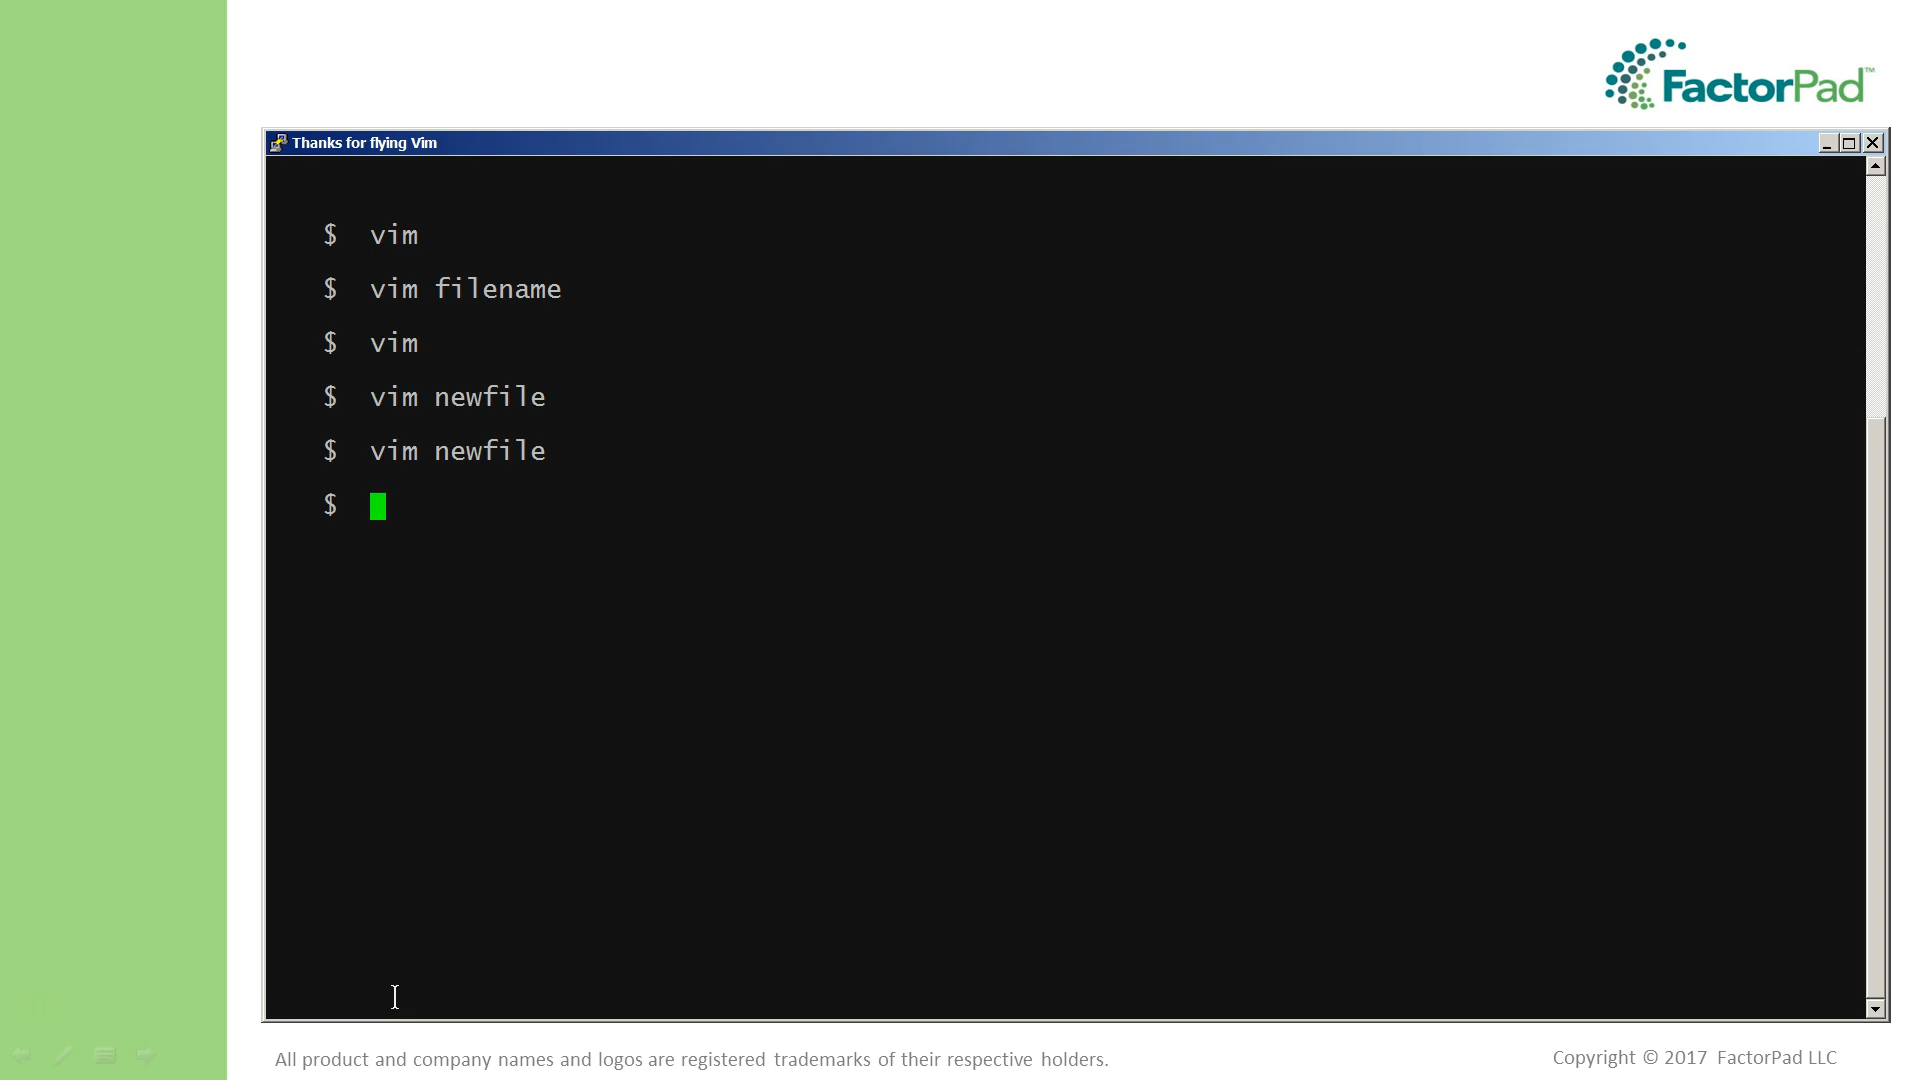 FactorPad™
Thanks for flying Vim
$ vim
$ vim filename
$ vim
$ vim newfile
$ vim newfile
$
All product and company names and logos are registered trademarks of their respective holders.
Copyright © 2017 FactorPad LLC